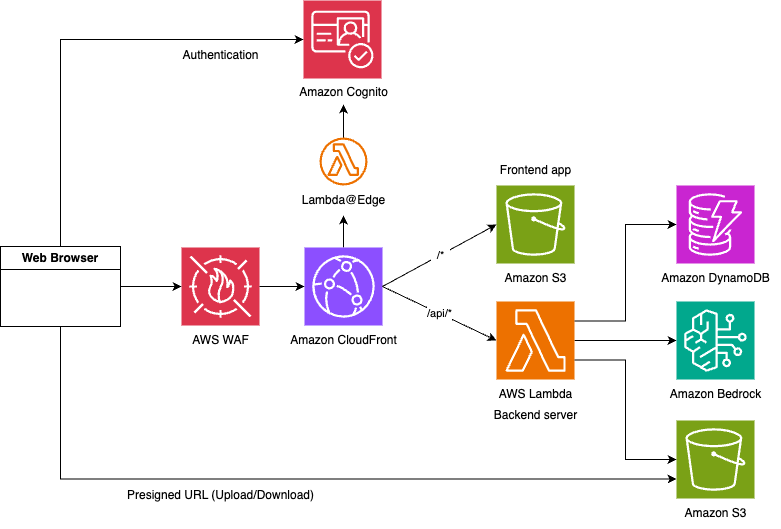 Authentication
Amazon Cognito
Frontend app
Lambda@Edge
/*
Web Browser
Amazon S3
Amazon DynamoDB
/api/*
AWS WAF
Amazon CloudFront
AWS Lambda
Amazon Bedrock
Backend server
Presigned URL (Upload/Download)
Amazon S3